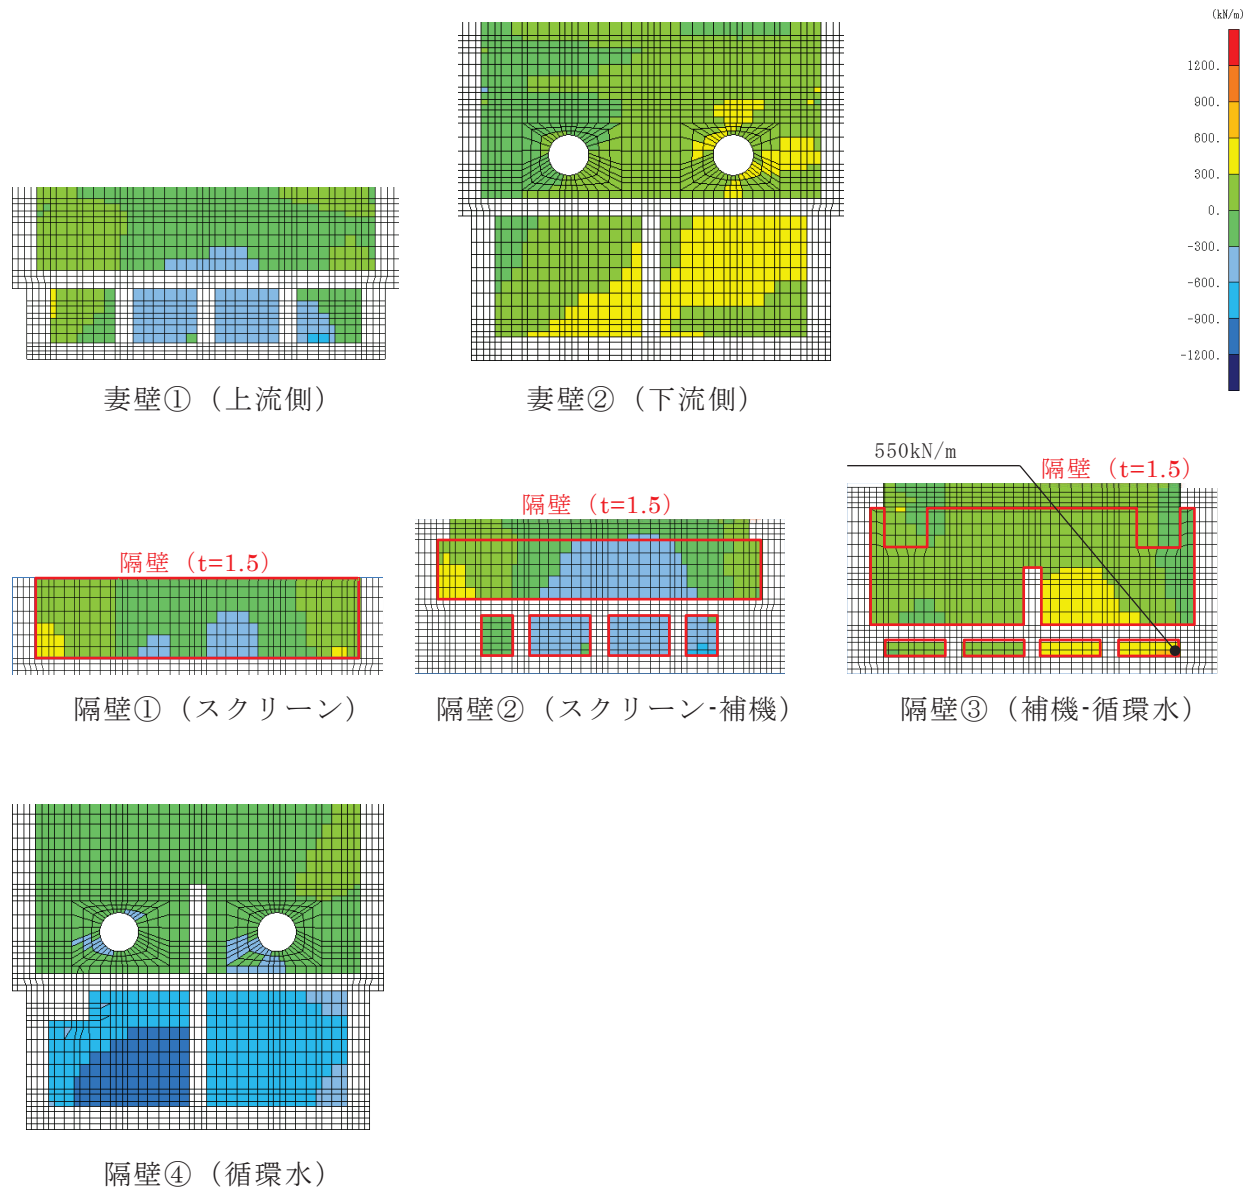 (kN/m)
1200.
900.
600.
300.
0.
-300.
-600.
-900.
-1200.
妻壁①（上流側）
妻壁②（下流側）
550kN/m
隔壁（t=1.5）
隔壁（t=1.5）
隔壁（t=1.5）
隔壁①（スクリーン）
隔壁②（スクリーン-補機）
隔壁③（補機-循環水）
隔壁④（循環水）